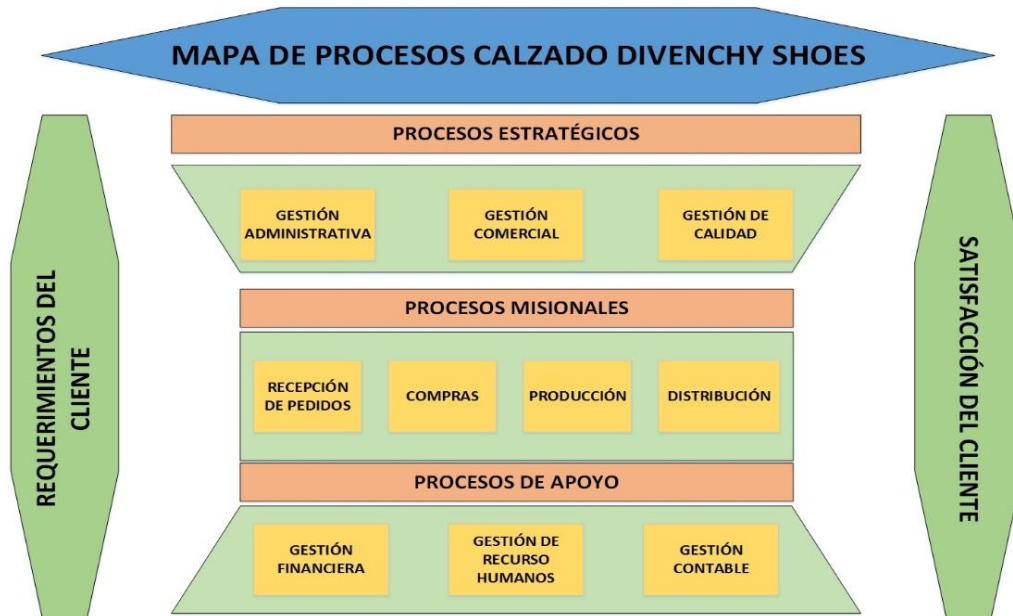 MAPA DE PROCESOS CALZADO DIVENCHY SHOES
REQUERIMIENTOS DEL
CLIENTE
PROCESOS ESTRATÉGICOS
GESTIÓN
ADMINISTRATIVA
GESTIÓN
COMERCIAL
GESTIÓN DE
CALIDAD
PROCESOS MISIONALES
RECEPCIÓN
DE PEDIDOS
COMPRAS
PRODUCCIÓN
DISTRIBUCIÓN
PROCESOS DE APOYO
GESTIÓN
FINANCIERA
GESTIÓN DE
RECURSO
HUMANOS
GESTIÓN
CONTABLE
SATISFACCIÓN DEL CLIENTE